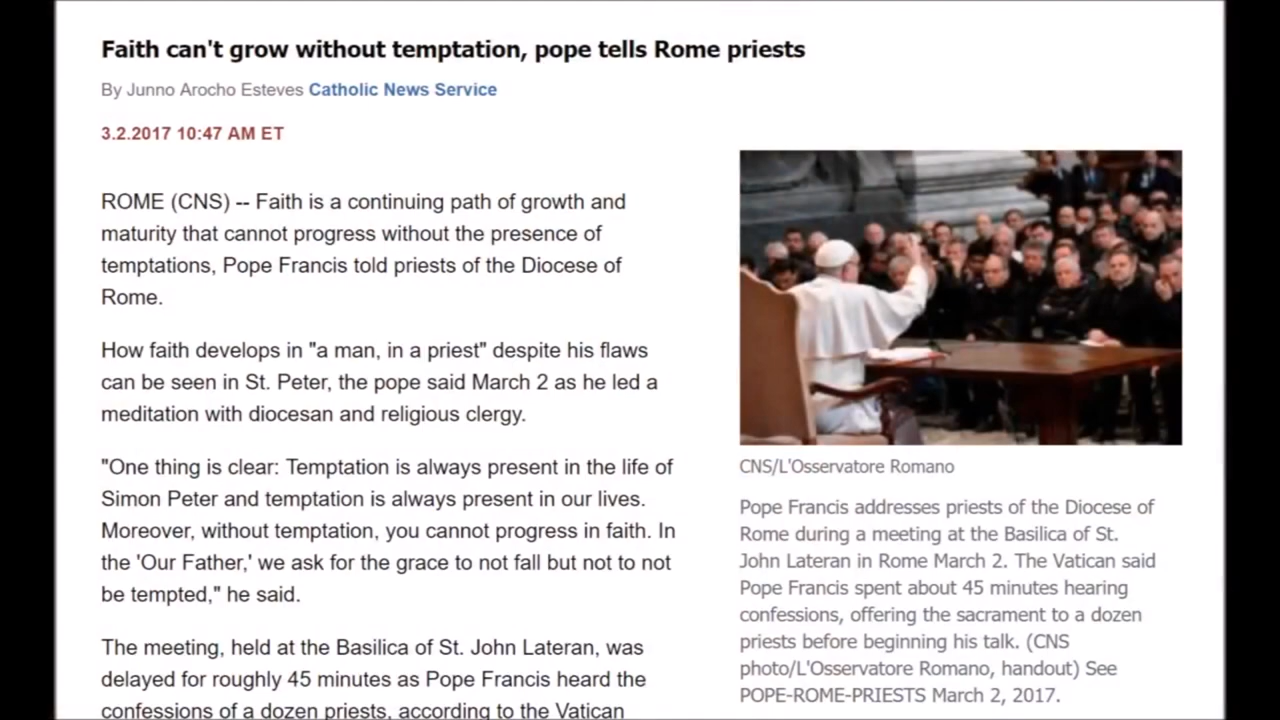 Faith can't grow without temptation, pope tells Rome priests
By Junno Arocho Esteves Catholic News Service
3.2.2017 10:47 AM ET
ROME (CNS) -- Faith is a continuing path of growth and
maturity that cannot progress without the presence of
temptations, Pope Francis told priests of the Diocese of
Rome.
How faith develops in "a man, in a priest" despite his flaws
can be seen in St. Peter, the pope said March 2 as he led a
meditation with diocesan and religious clergy.
"One thing is clear: Temptation is always present in the life of
Simon Peter and temptation is always present in our lives.
Moreover, without temptation, you cannot progress in faith. In
the 'Our Father,' we ask for the grace to not fall but not to not
be tempted," he said.
The meeting, held at the Basilica of St. John Lateran, was
delayed for roughly 45 minutes as Pope Francis heard the
confessions of a dozen priests, according to the Vatican
CNS/L'Osservatore Romano
Pope Francis addresses priests of the Diocese of
Rome during a meeting at the Basilica of St.
John Lateran in Rome March 2. The Vatican said
Pope Francis spent about 45 minutes hearing
confessions, offering the sacrament to a dozen
priests before beginning his talk. (CNS
photo/L'Osservatore Romano, handout) See
POPE-ROME-PRIESTS March 2, 2017.